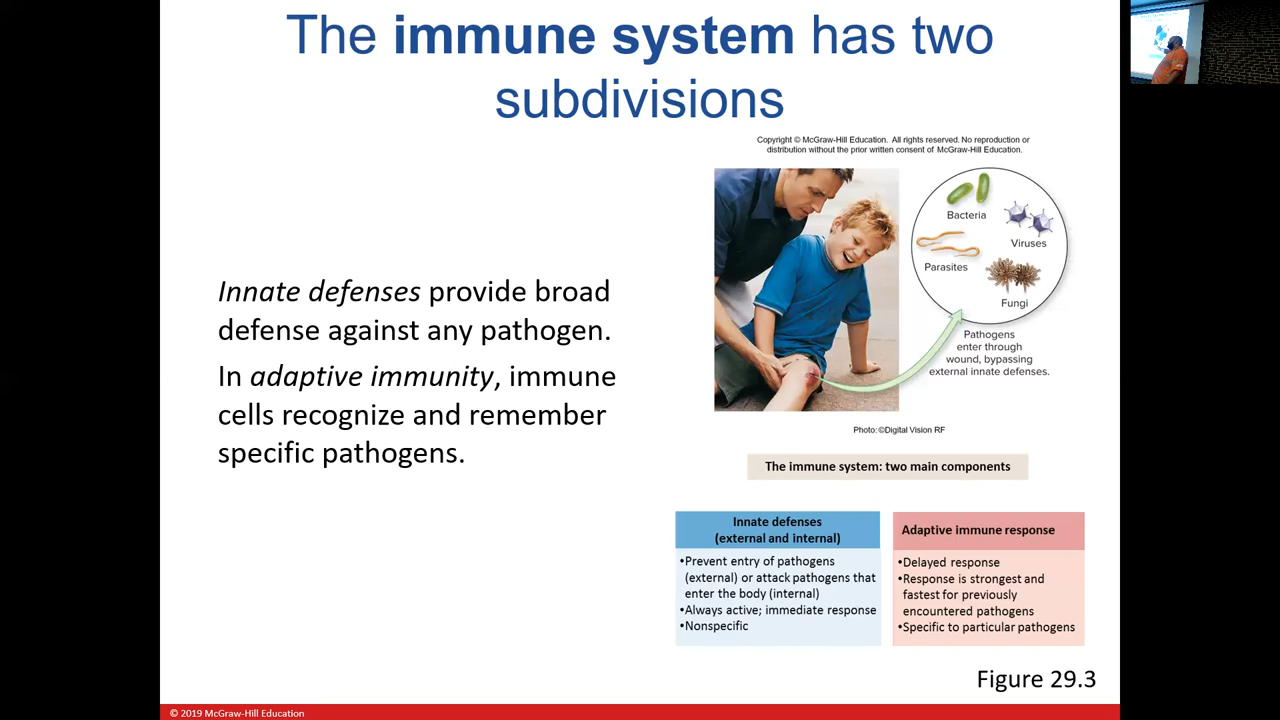 The immune system has two
subdivisions
Copyright © McGraw-Hill Education. All rights reserved. No reproduction or
distribution without the prior written consent of McGraw-Hill Education.
Innate defenses provide broad
defense against any pathogen.
In adaptive immunity, immune
cells recognize and remember
specific pathogens.
Bacteria
Viruses
Parasites
Fungi
Pathogens
enter through
wound, bypassing
external innate defenses.
Photo: ©Digital Vision RF
The immune system: two main components
Innate defenses
(external and internal)
•Prevent entry of pathogens
(external) or attack pathogens that
enter the body (internal)
•Always active; immediate response
•Nonspecific
Adaptive immune response
•Delayed response
•Response is strongest and
fastest for previously
encountered pathogens
•Specific to particular pathogens
Figure 29.3
© 2019 McGraw-Hill Education